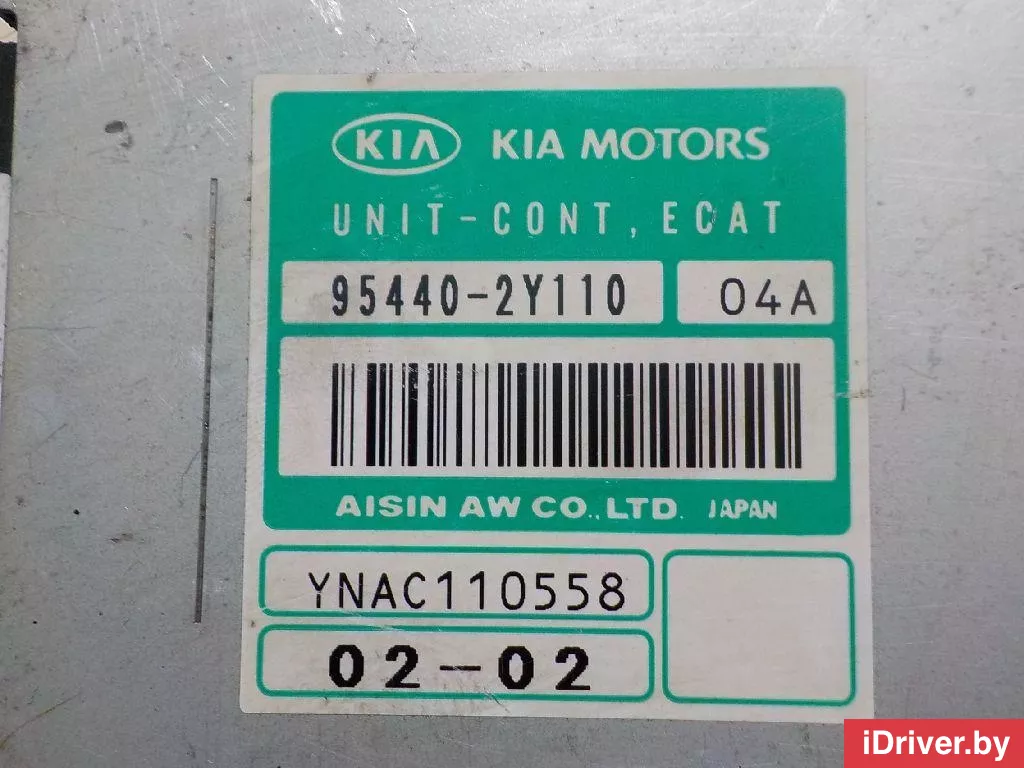 KIA KIA MOTORS
UNIT-CONT, ECAT
95440-2Y110 04A
AISIN AW CO.,LTD. JAPAN
YNAC110558
02-02
iDriver.by